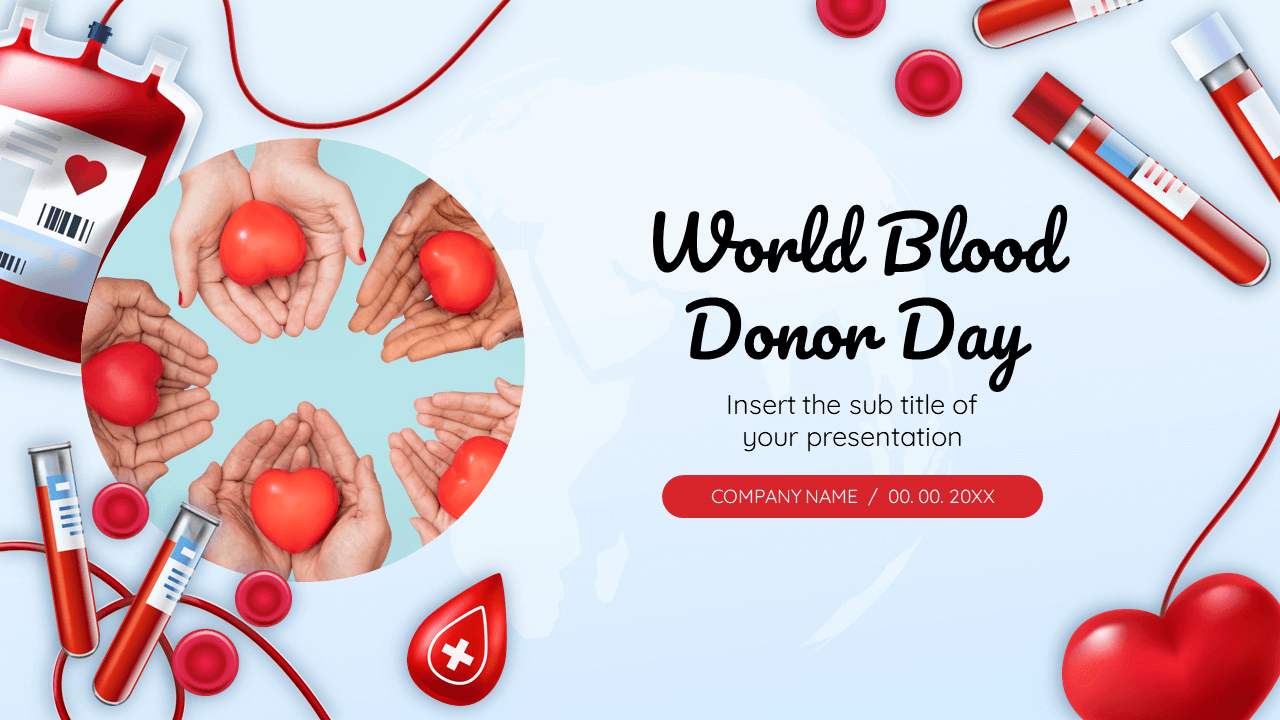 World Blood
Donor Day
Insert the sub title of
your presentation
COMPANY NAME / 00. 00. 20XX